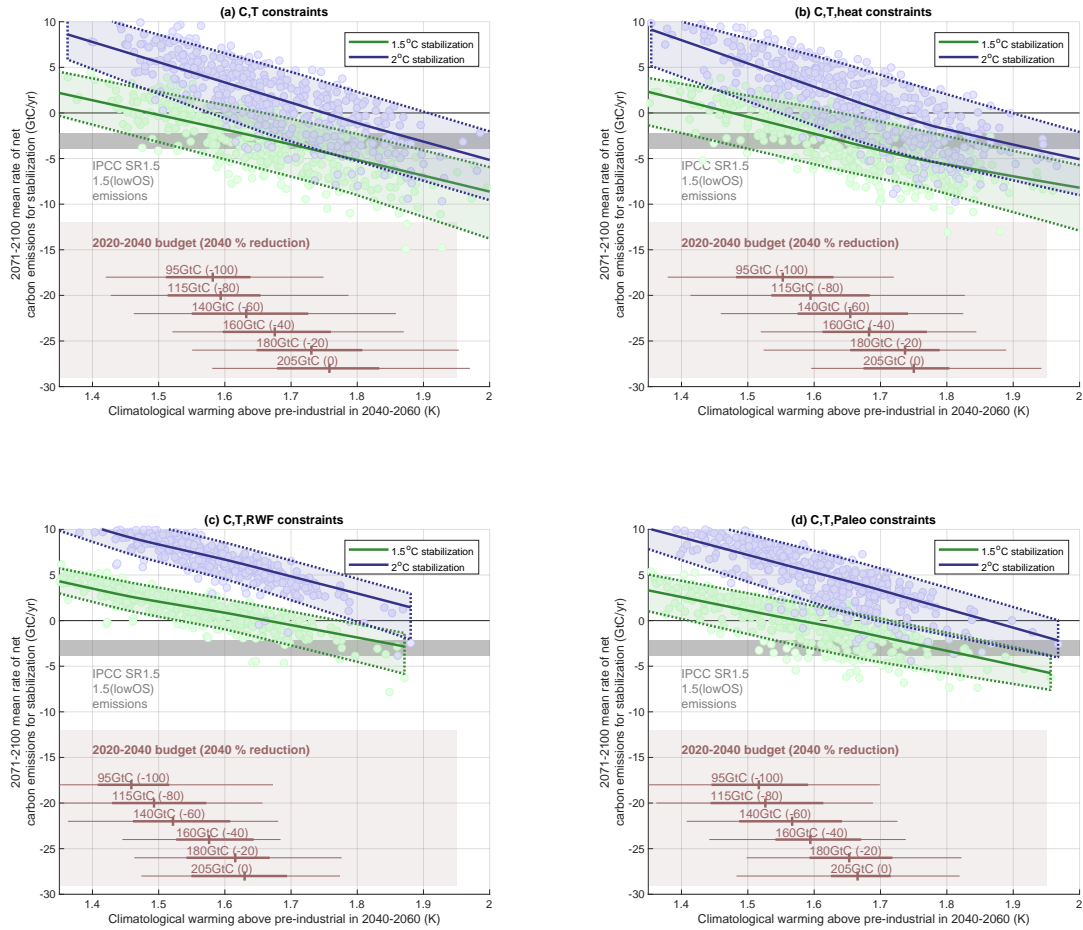 (a) C,T constraints
2071-2100 mean rate of net
carbon emissions for stabilization (GtC/yr)
10
5
0
-5
-10
-15
-20
-25
-30
1.5°C stabilization
2°C stabilization
IPCC SR1.5
1.5(lowOS)
emissions
2020-2040 budget (2040 % reduction)
95GtC (-100)
115GtC (-80)
140GtC (-60)
160GtC (-40)
180GtC (-20)
205GtC (0)
1.4 1.5 1.6 1.7 1.8 1.9 2
Climatological warming above pre-industrial in 2040-2060 (K)
(b) C,T,heat constraints
2071-2100 mean rate of net
carbon emissions for stabilization (GtC/yr)
10
5
0
-5
-10
-15
-20
-25
-30
1.5°C stabilization
2°C stabilization
IPCC SR1.5
1.5(lowOS)
emissions
2020-2040 budget (2040 % reduction)
95GtC (-100)
115GtC (-80)
140GtC (-60)
160GtC (-40)
180GtC (-20)
205GtC (0)
1.4 1.5 1.6 1.7 1.8 1.9 2
Climatological warming above pre-industrial in 2040-2060 (K)
(c) C,T,RWF constraints
2071-2100 mean rate of net
carbon emissions for stabilization (GtC/yr)
10
5
0
-5
-10
-15
-20
-25
-30
1.5°C stabilization
2°C stabilization
IPCC SR1.5
1.5(lowOS)
emissions
2020-2040 budget (2040 % reduction)
95GtC (-100)
115GtC (-80)
140GtC (-60)
160GtC (-40)
180GtC (-20)
205GtC (0)
1.4 1.5 1.6 1.7 1.8 1.9 2
Climatological warming above pre-industrial in 2040-2060 (K)
(d) C,T,Paleo constraints
2071-2100 mean rate of net
carbon emissions for stabilization (GtC/yr)
10
5
0
-5
-10
-15
-20
-25
-30
1.5°C stabilization
2°C stabilization
IPCC SR1.5
1.5(lowOS)
emissions
2020-2040 budget (2040 % reduction)
95GtC (-100)
115GtC (-80)
140GtC (-60)
160GtC (-40)
180GtC (-20)
205GtC (0)
1.4 1.5 1.6 1.7 1.8 1.9 2
Climatological warming above pre-industrial in 2040-2060 (K)